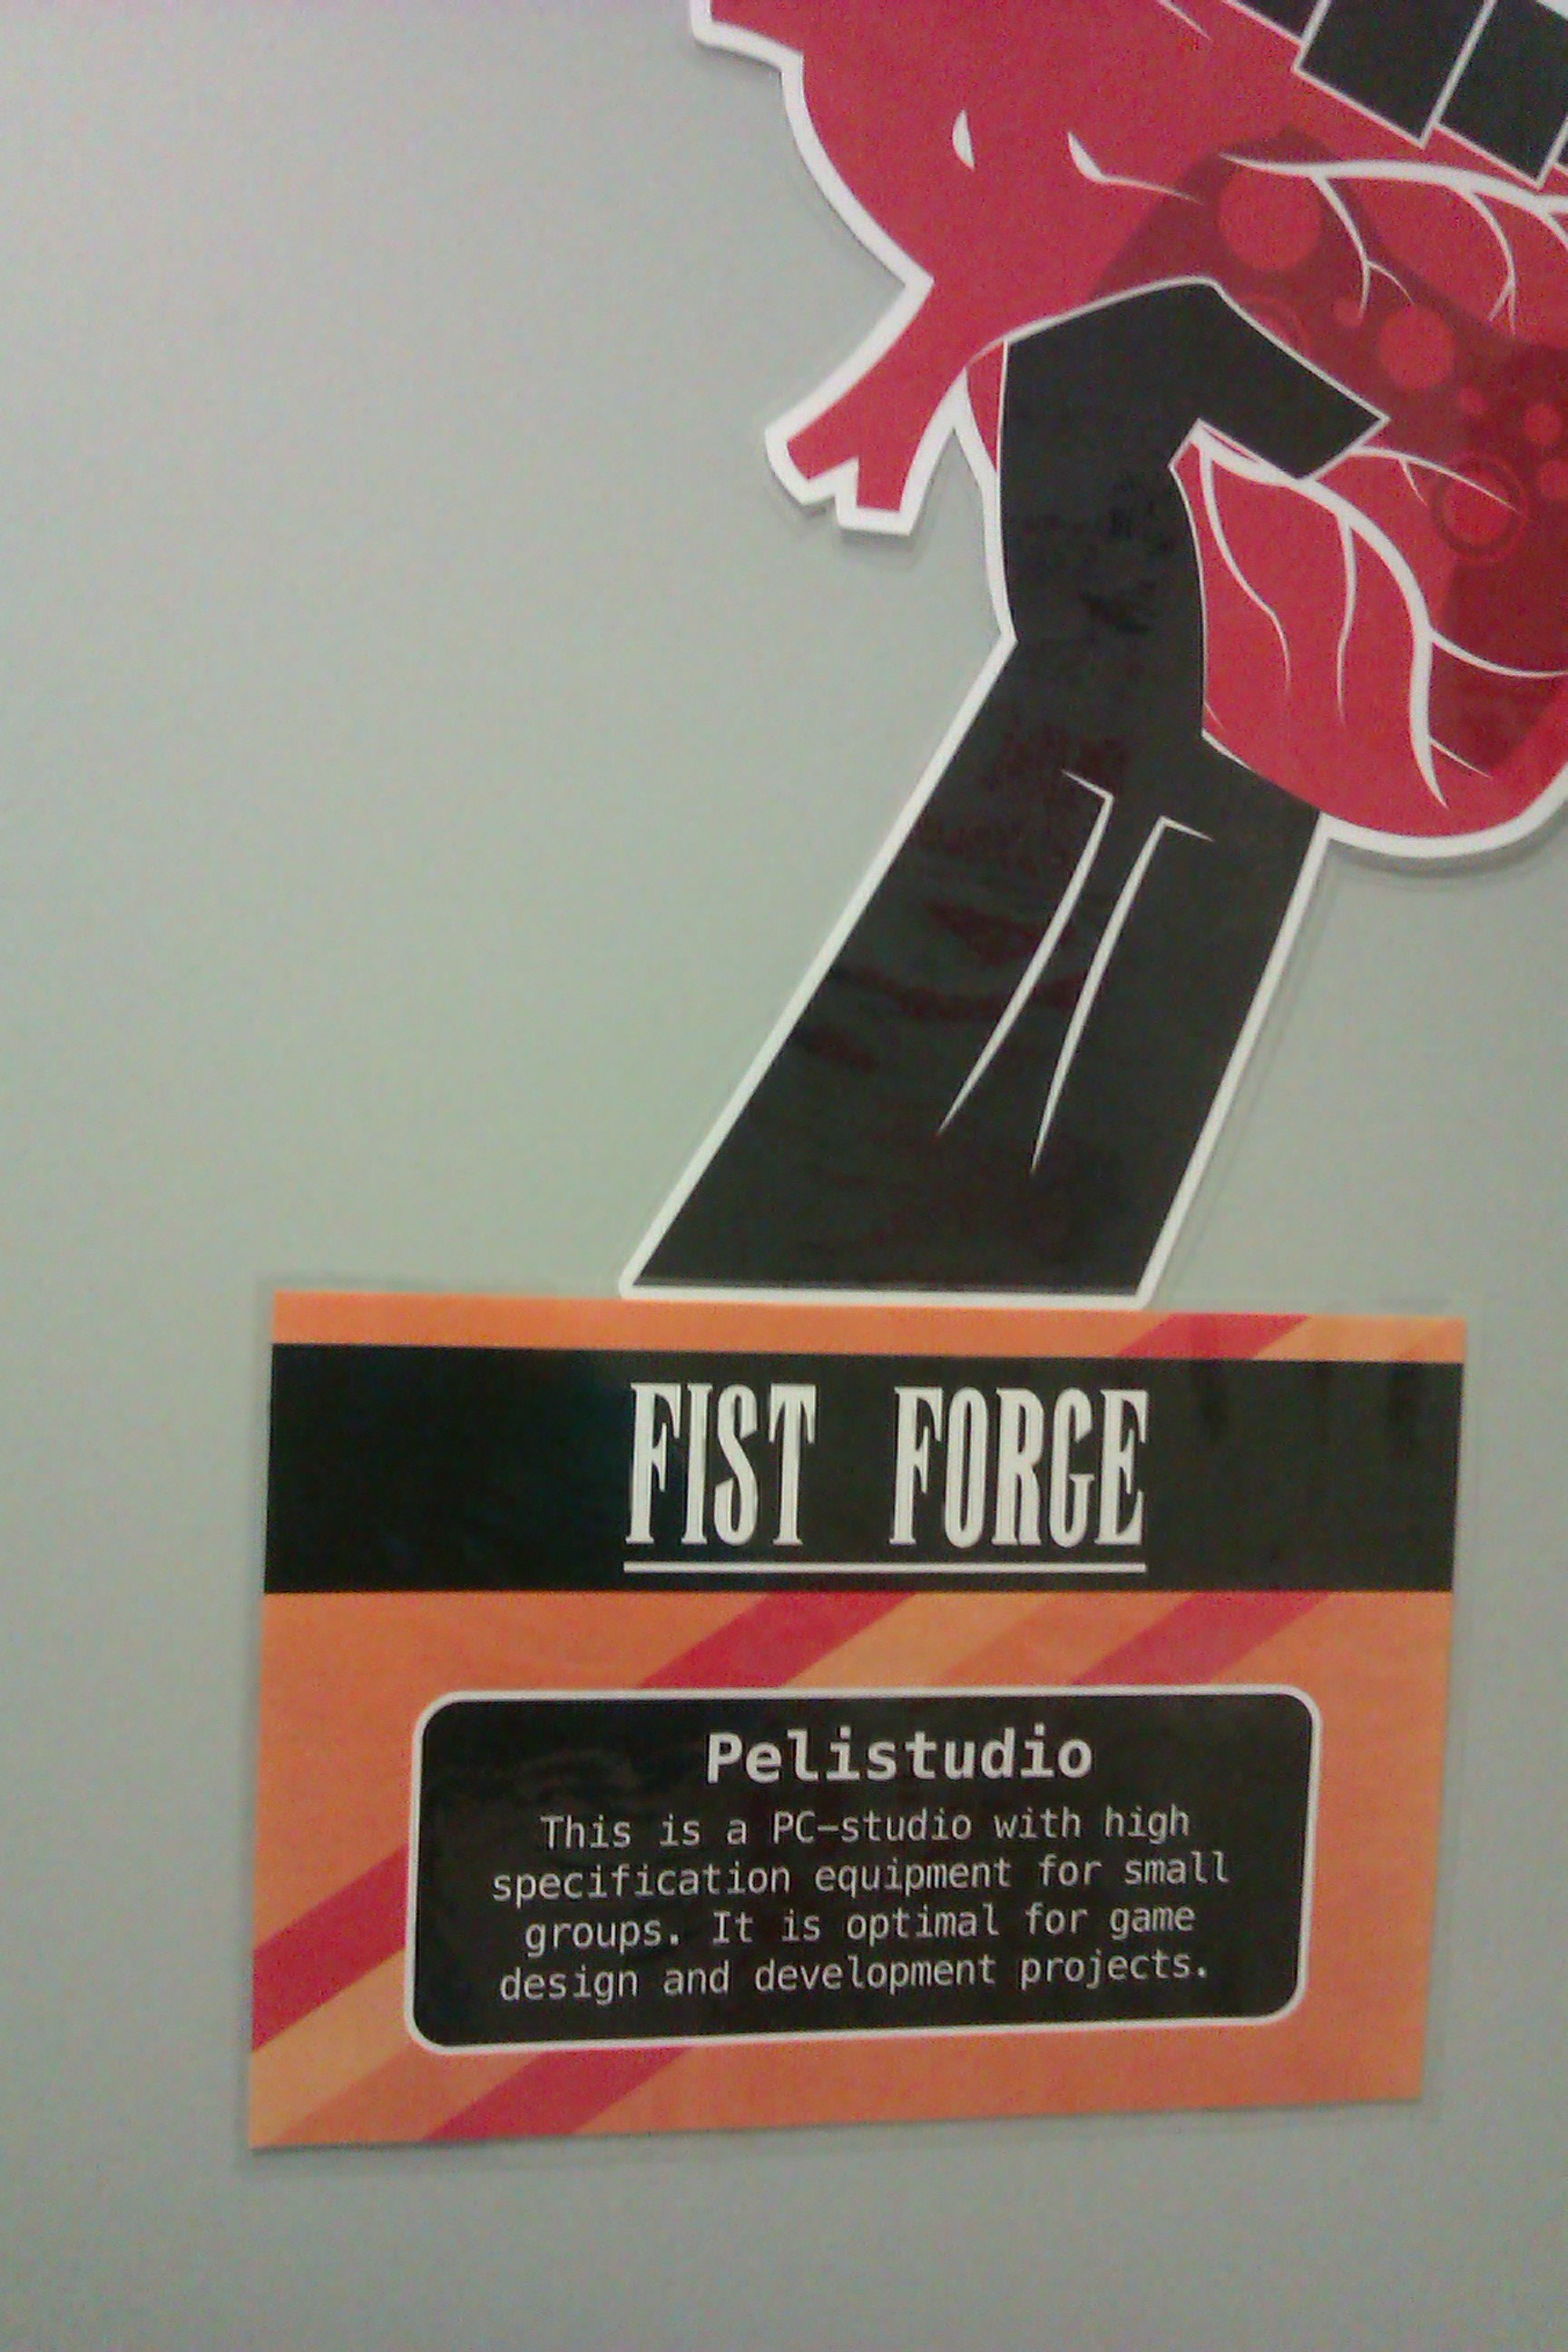 FIST FORGE
Pelistudio
This is a PC-studio with high
specification equipment for small
groups. It is optimal for game
design and development projects.